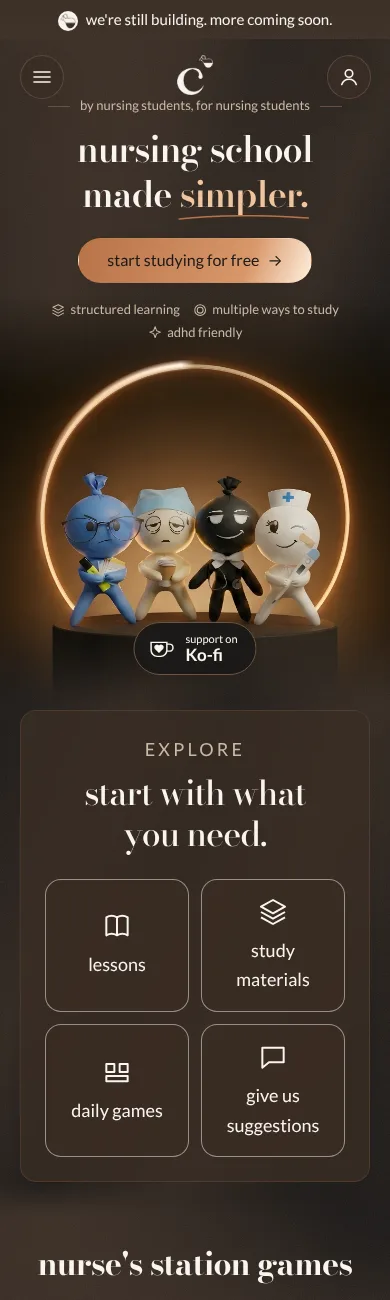 we're still building. more coming soon.
by nursing students, for nursing students
nursing school
made simpler.
start studying for free →
structured learning
multiple ways to study
adhd friendly
support on
Ko-fi
EXPLORE
start with what
you need.
lessons
study
materials
daily games
give us
suggestions
nurse's station games